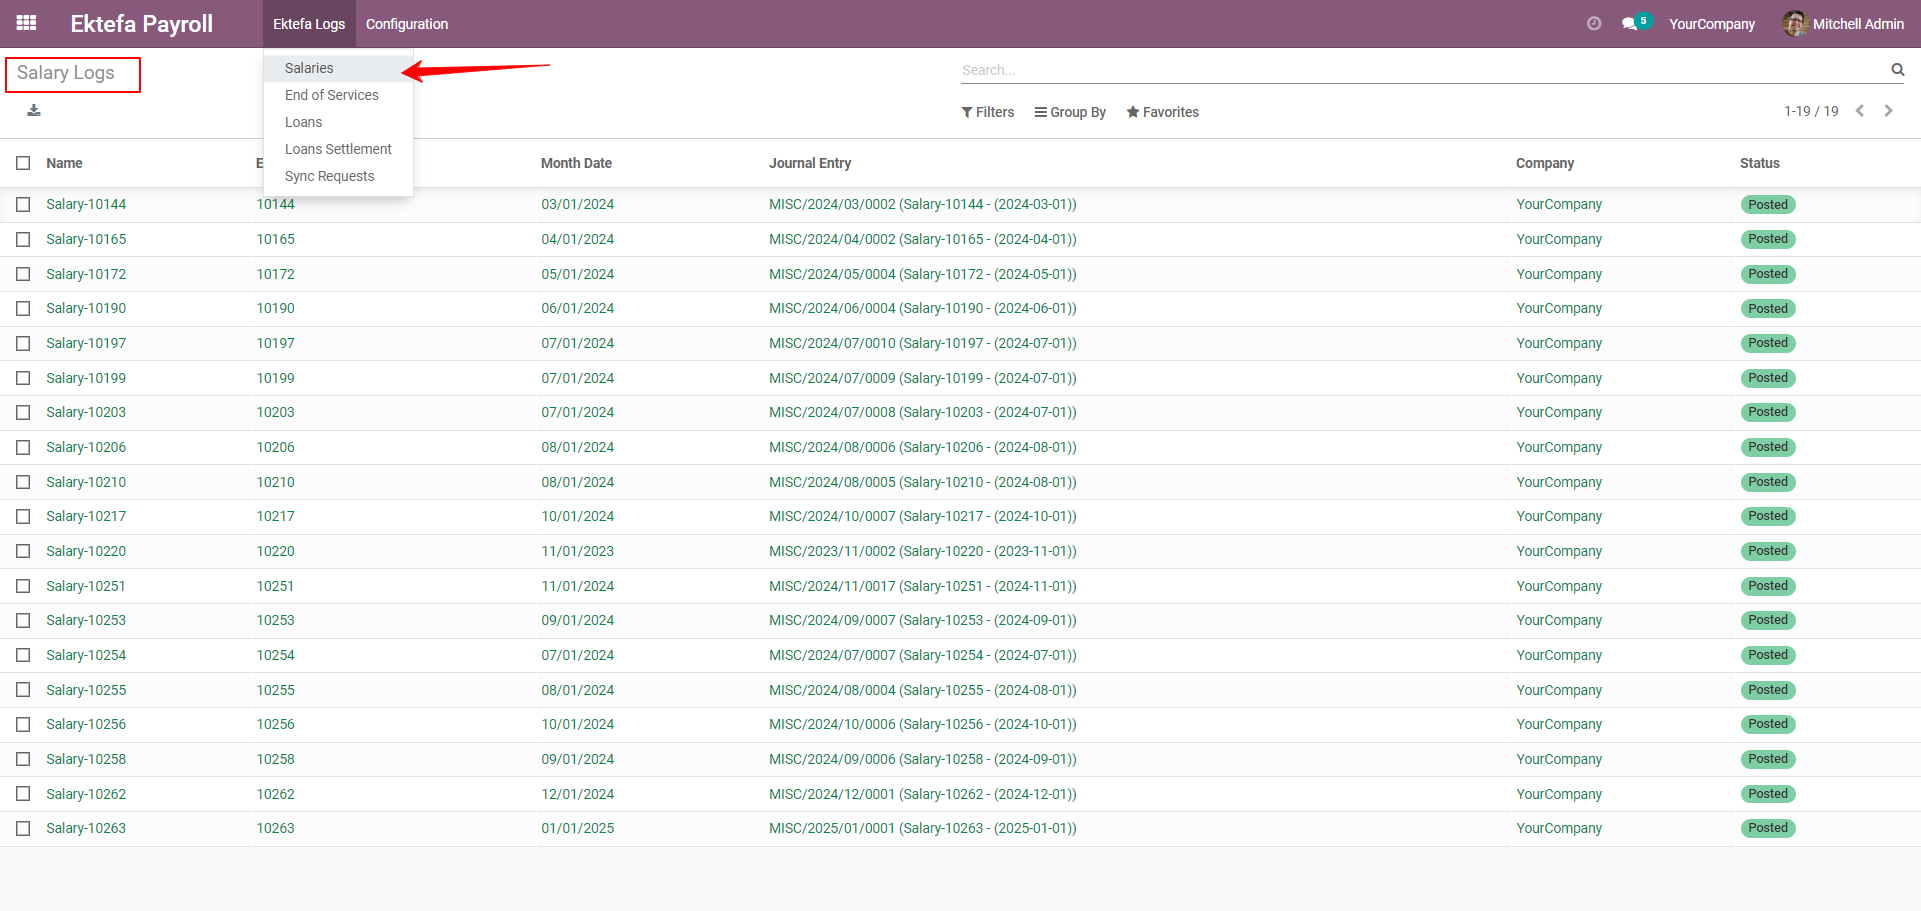 Ektefa Payroll Ektefa Logs Configuration 5 YourCompany Mitchell Admin
Salary Logs
Salaries
End of Services
Loans
Loans Settlement
Sync Requests
Search...
Filters Group By Favorites 1-19 / 19
Name E Month Date Journal Entry Company Status
Salary-10144 10144 03/01/2024 MISC/2024/03/0002 (Salary-10144 - (2024-03-01)) YourCompany Posted
Salary-10165 10165 04/01/2024 MISC/2024/04/0002 (Salary-10165 - (2024-04-01)) YourCompany Posted
Salary-10172 10172 05/01/2024 MISC/2024/05/0004 (Salary-10172 - (2024-05-01)) YourCompany Posted
Salary-10190 10190 06/01/2024 MISC/2024/06/0004 (Salary-10190 - (2024-06-01)) YourCompany Posted
Salary-10197 10197 07/01/2024 MISC/2024/07/0010 (Salary-10197 - (2024-07-01)) YourCompany Posted
Salary-10199 10199 07/01/2024 MISC/2024/07/0009 (Salary-10199 - (2024-07-01)) YourCompany Posted
Salary-10203 10203 07/01/2024 MISC/2024/07/0008 (Salary-10203 - (2024-07-01)) YourCompany Posted
Salary-10206 10206 08/01/2024 MISC/2024/08/0006 (Salary-10206 - (2024-08-01)) YourCompany Posted
Salary-10210 10210 08/01/2024 MISC/2024/08/0005 (Salary-10210 - (2024-08-01)) YourCompany Posted
Salary-10217 10217 10/01/2024 MISC/2024/10/0007 (Salary-10217 - (2024-10-01)) YourCompany Posted
Salary-10220 10220 11/01/2023 MISC/2023/11/0002 (Salary-10220 - (2023-11-01)) YourCompany Posted
Salary-10251 10251 11/01/2024 MISC/2024/11/0017 (Salary-10251 - (2024-11-01)) YourCompany Posted
Salary-10253 10253 09/01/2024 MISC/2024/09/0007 (Salary-10253 - (2024-09-01)) YourCompany Posted
Salary-10254 10254 07/01/2024 MISC/2024/07/0007 (Salary-10254 - (2024-07-01)) YourCompany Posted
Salary-10255 10255 08/01/2024 MISC/2024/08/0004 (Salary-10255 - (2024-08-01)) YourCompany Posted
Salary-10256 10256 10/01/2024 MISC/2024/10/0006 (Salary-10256 - (2024-10-01)) YourCompany Posted
Salary-10258 10258 09/01/2024 MISC/2024/09/0006 (Salary-10258 - (2024-09-01)) YourCompany Posted
Salary-10262 10262 12/01/2024 MISC/2024/12/0001 (Salary-10262 - (2024-12-01)) YourCompany Posted
Salary-10263 10263 01/01/2025 MISC/2025/01/0001 (Salary-10263 - (2025-01-01)) YourCompany Posted